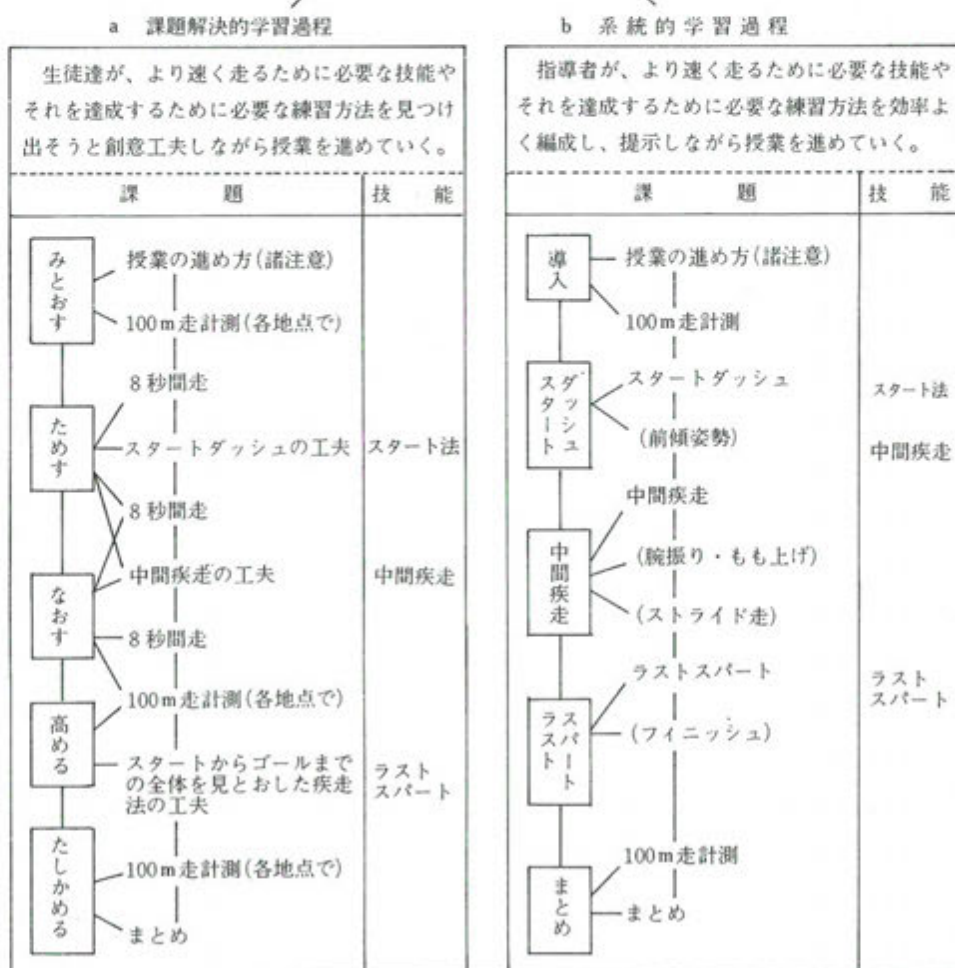 a 課題解決的学習過程
生徒達が、より速く走るために必要な技能や
それを達成するために必要な練習方法を見つけ
出そうと創意工夫しながら授業を進めていく。
課 題
技 能
みとおす
授業の進め方(諸注意)
100m走計測(各地点で)
ためす
8秒間走
スタートダッシュの工夫
スタート法
8秒間走
中間疾走の工夫
中間疾走
なおす
8秒間走
100m走計測(各地点で)
高める
スタートからゴールまで
の全体を見とおした疾走
法の工夫
ラスト
スパート
たしかめる
100m走計測(各地点で)
まとめ
b 系統的学習過程
指導者が、より速く走るために必要な技能や
それを達成するために必要な練習方法を効率よ
く編成し、提示しながら授業を進めていく。
課 題
技 能
導入
授業の進め方(諸注意)
100m走計測
スタート
ダッシュ
スタートダッシュ
スタート法
(前傾姿勢)
中間疾走
中間疾走
中間疾走
(腕振り・もも上げ)
(ストライド走)
ラスト
スパート
ラストスパート
ラスト
スパート
(フィニッシュ)
まとめ
100m走計測
まとめ